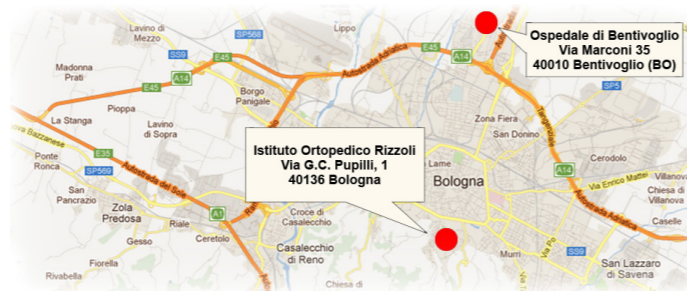 Lavino di
Mezzo
SP568
Lippo
E45
Autostrada Adriatica
E45
A14
Ospedale di Bentivoglio
Via Marconi 35
40010 Bentivoglio (BO)
SS9
Madonna
Prati
E45
A14
Borgo
Panigale
SP5
Pioppa
La Stanga
Lavino
di Sopra
Zona Fiera
San Donino
Tangenziale
Istituto Ortopedico Rizzoli
Via G.C. Pupilli, 1
40136 Bologna
Bazzanese
E35
Ponte
Ronca
SP569
Autostrada del Sole
Lame
Bologna
Cerodolo
A14
Via Enrico Mattei
Villanova
Chiesa di
Villanova
San
Pancrazio
Zola
Predosa
Riale
A1
Croce di
Casalecchio
Autostrada Adriatica
Caselle
Gesso
Ceretolo
Casalecchio
di Reno
Murri
Via Po
SS9
San Lazzaro
di Savena
Fiorella
Rivabella
Chiesa di